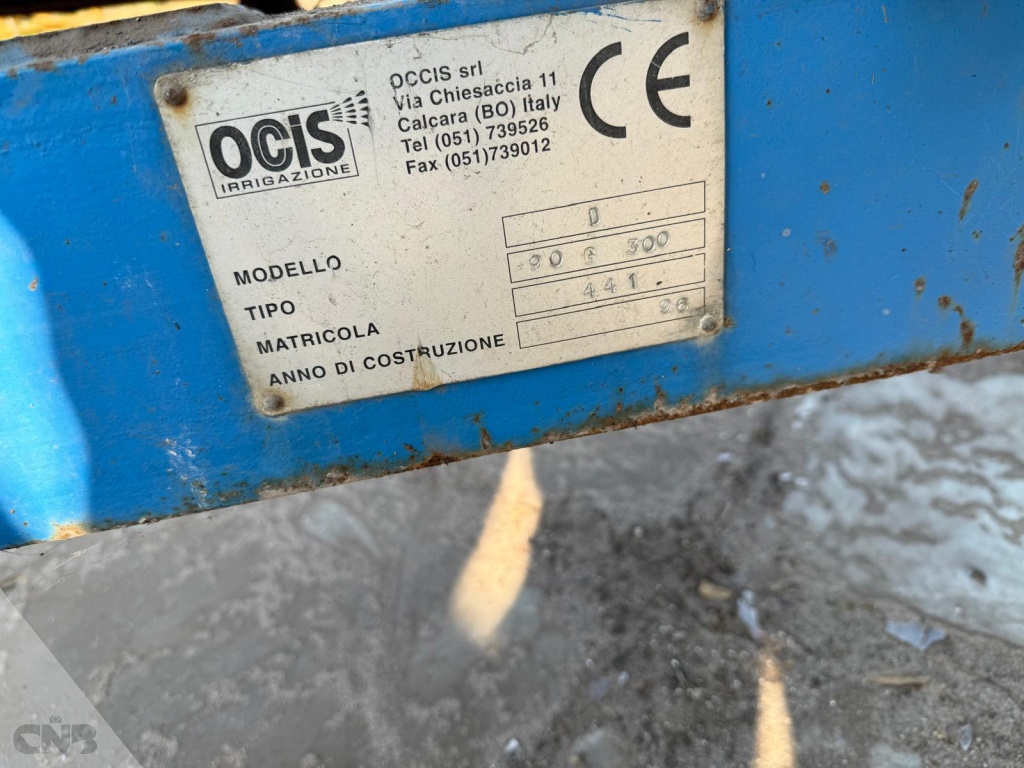 OCIS
IRRIGAZIONE
OCCIS srl
Via Chiesaccia 11
Calcara (BO) Italy
Tel (051) 739526
Fax (051)739012
CE
MODELLO D
TIPO 90 G 300
MATRICOLA 441
ANNO DI COSTRUZIONE 96
CNB